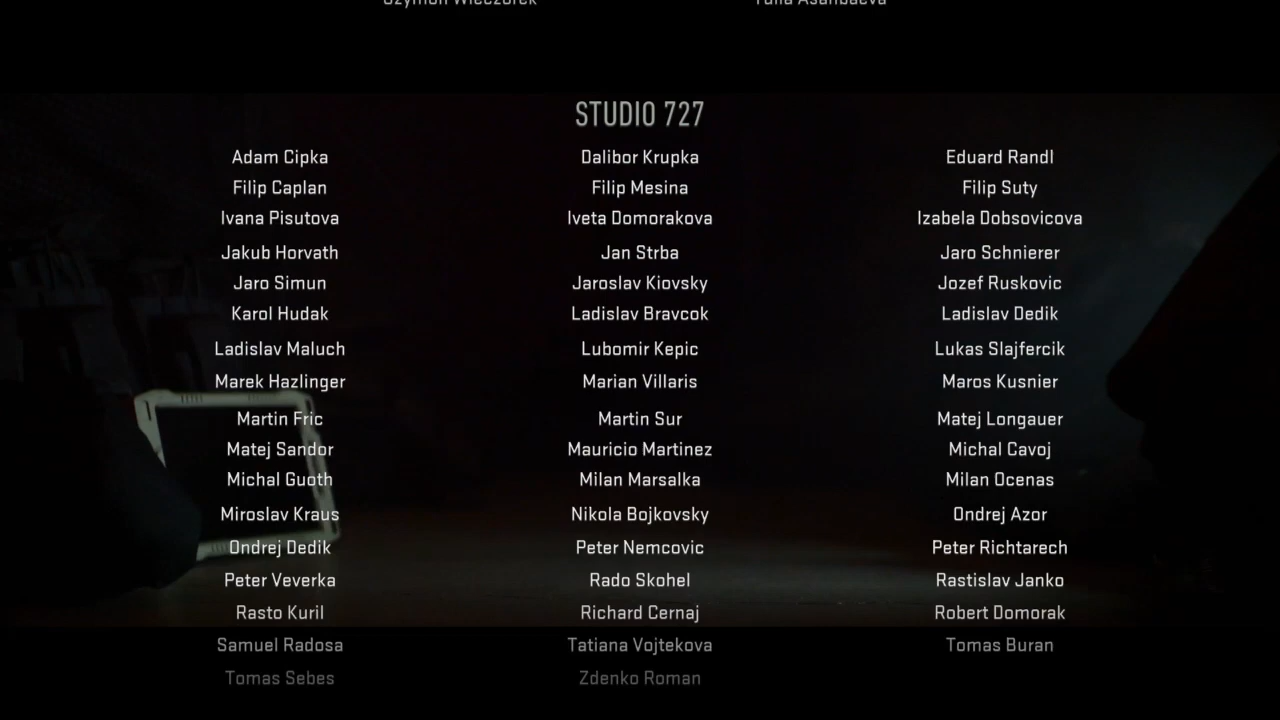 Szymon Wieczorek Yulia Asanbaeva
STUDIO 727
Adam Cipka Dalibor Krupka Eduard Randl
Filip Caplan Filip Mesina Filip Suty
Ivana Pisutova Iveta Domorakova Izabela Dobsovicova
Jakub Horvath Jan Strba Jaro Schnierer
Jaro Simun Jaroslav Kiovsky Jozef Ruskovic
Karol Hudak Ladislav Bravcok Ladislav Dedik
Ladislav Maluch Lubomir Kepic Lukas Slajfercik
Marek Hazlinger Marian Villaris Maros Kusnier
Martin Fric Martin Sur Matej Longauer
Matej Sandor Mauricio Martinez Michal Cavoj
Michal Guoth Milan Marsalka Milan Ocenas
Miroslav Kraus Nikola Bojkovsky Ondrej Azor
Ondrej Dedik Peter Nemcovic Peter Richtarech
Peter Veverka Rado Skohel Rastislav Janko
Rasto Kuril Richard Cernaj Robert Domorak
Samuel Radosa Tatiana Vojtekova Tomas Buran
Tomas Sebes Zdenko Roman